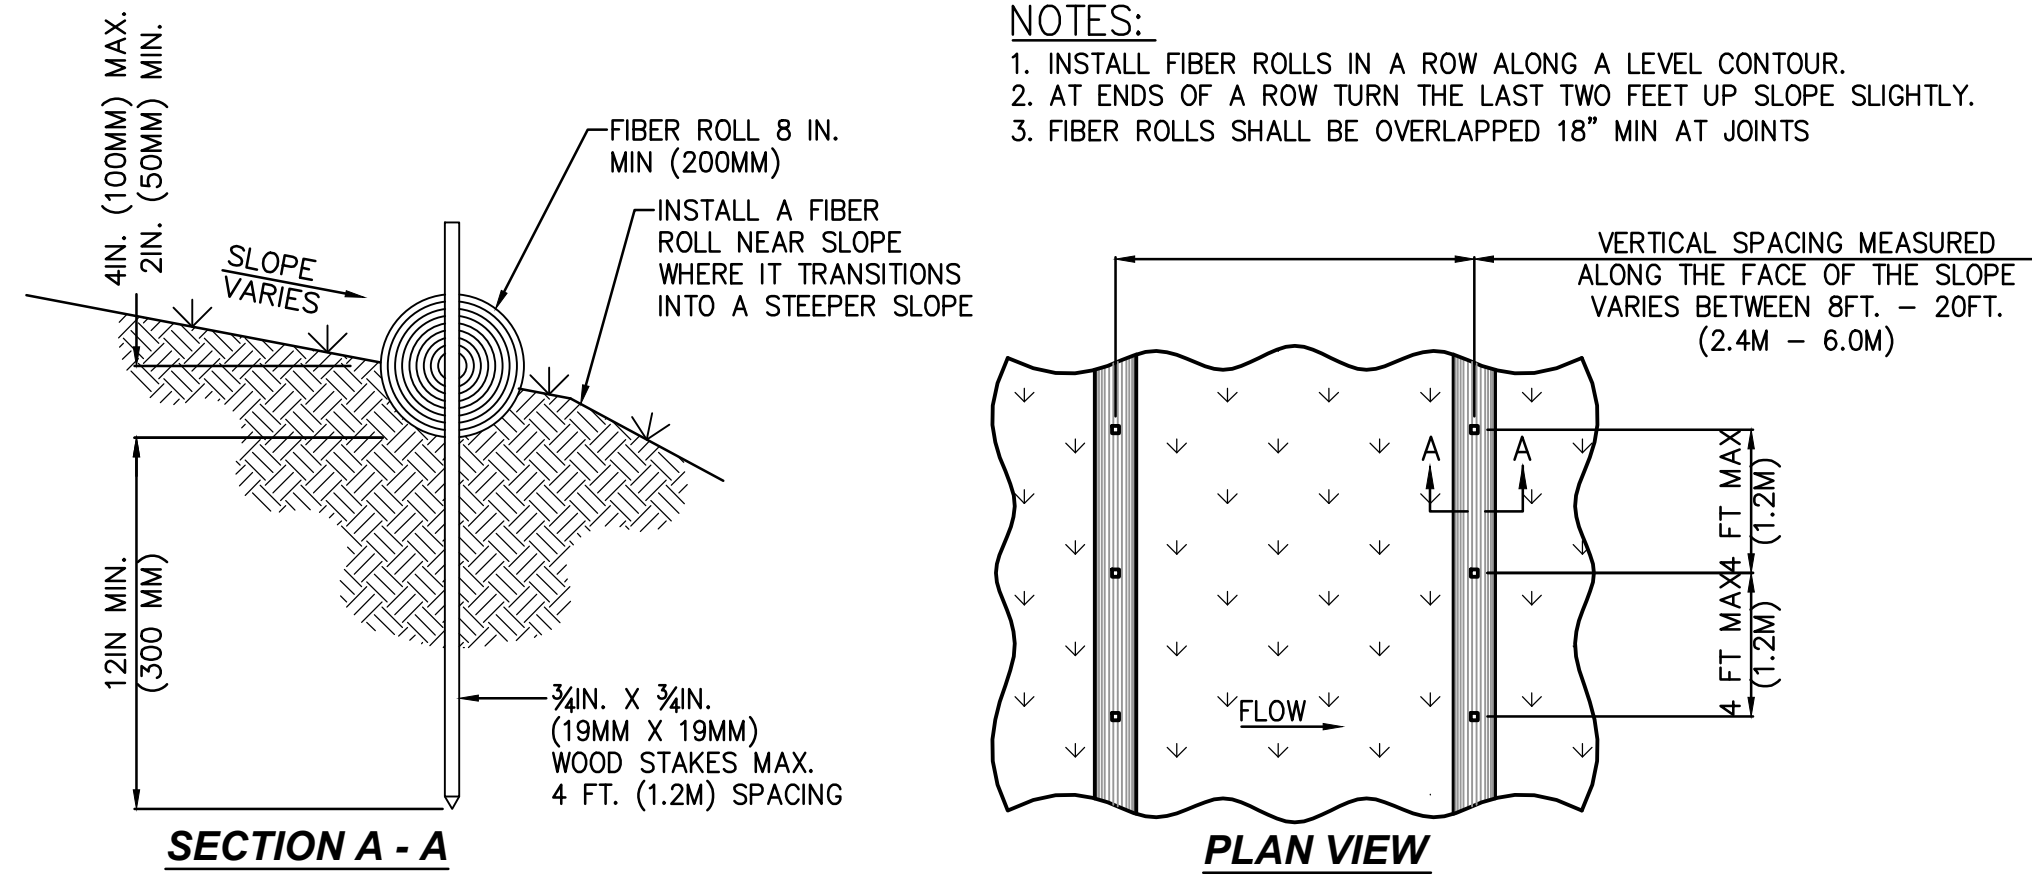 4IN. (100MM) MAX.
2IN. (50MM) MIN.
SLOPE
VARIES
FIBER ROLL 8 IN.
MIN (200MM)
INSTALL A FIBER
ROLL NEAR SLOPE
WHERE IT TRANSITIONS
INTO A STEEPER SLOPE
12IN MIN.
(300 MM)
¾IN. X ¾IN.
(19MM X 19MM)
WOOD STAKES MAX.
4 FT. (1.2M) SPACING
SECTION A - A
NOTES:
1. INSTALL FIBER ROLLS IN A ROW ALONG A LEVEL CONTOUR.
2. AT ENDS OF A ROW TURN THE LAST TWO FEET UP SLOPE SLIGHTLY.
3. FIBER ROLLS SHALL BE OVERLAPPED 18” MIN AT JOINTS
VERTICAL SPACING MEASURED
ALONG THE FACE OF THE SLOPE
VARIES BETWEEN 8FT. – 20FT.
(2.4M – 6.0M)
A A
4 FT MAX
(1.2M)
4 FT MAX
(1.2M)
FLOW
PLAN VIEW